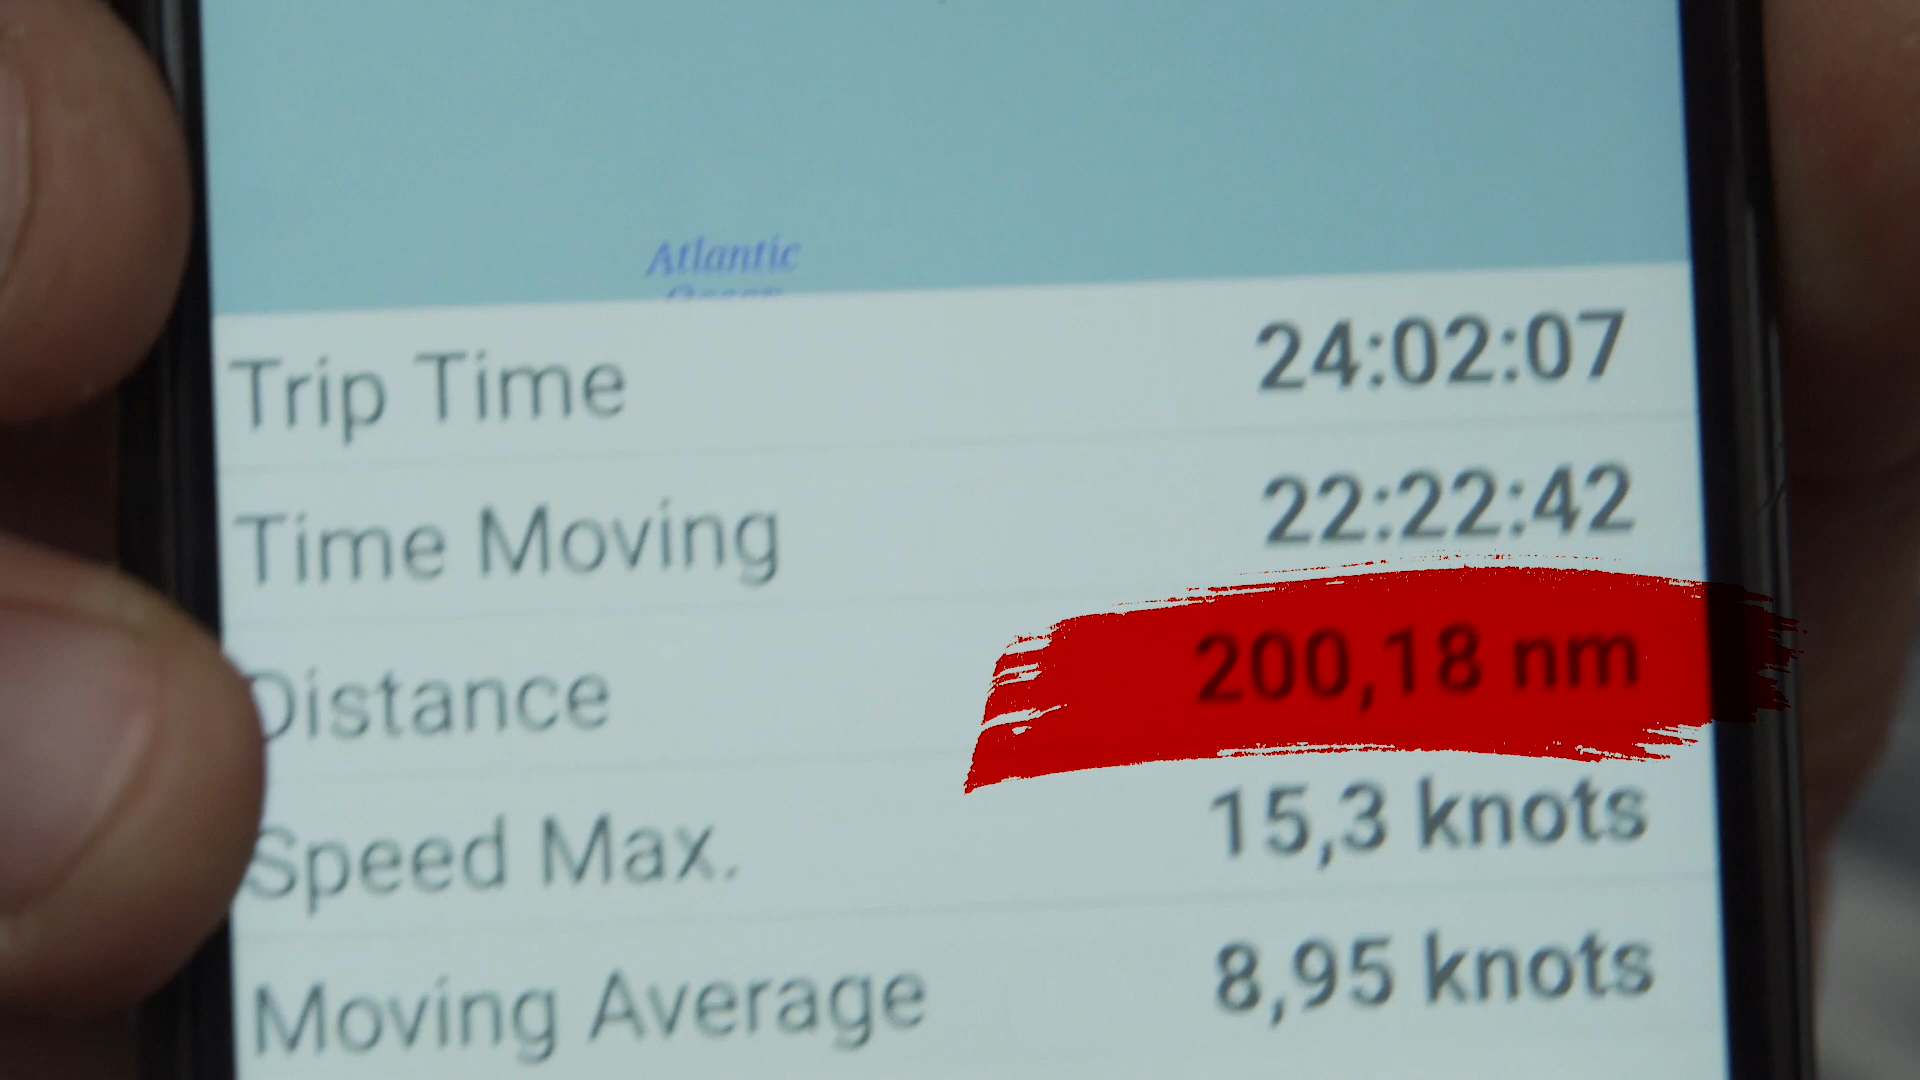 Atlantic
Ocean
Trip Time 24:02:07
Time Moving 22:22:42
Distance 200,18 nm
Speed Max. 15,3 knots
Moving Average 8,95 knots